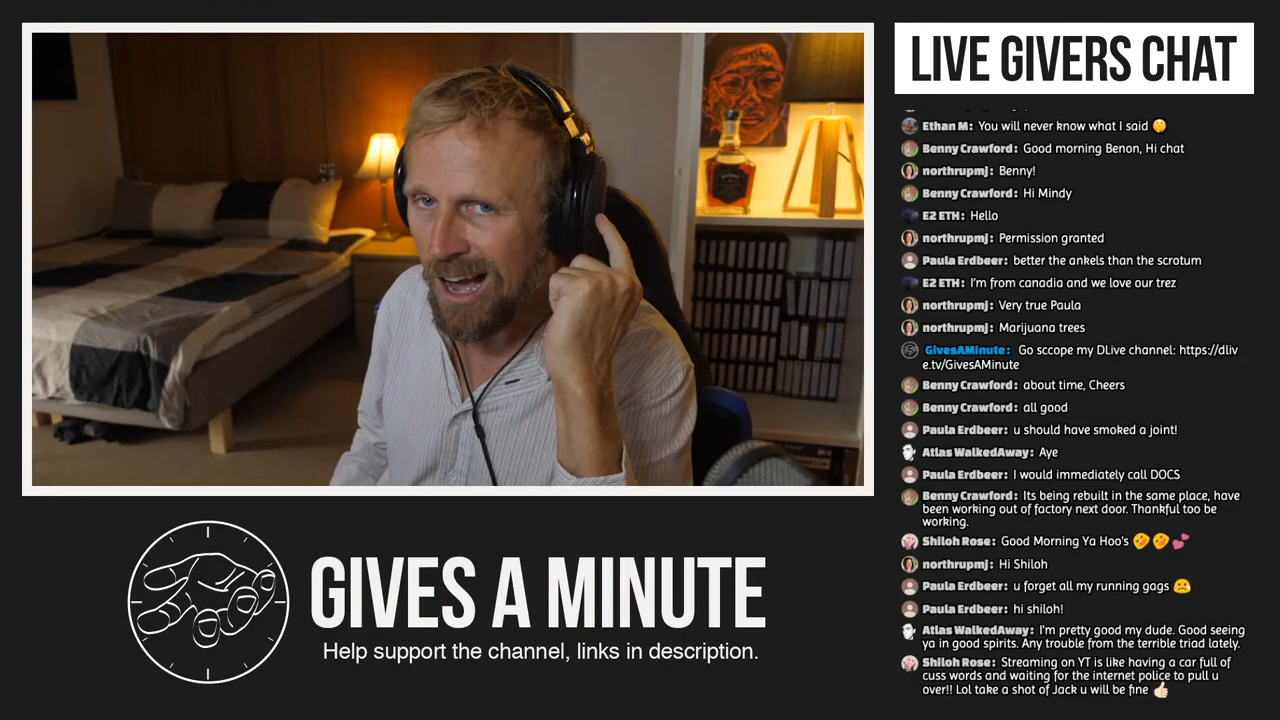 LIVE GIVERS CHAT
Ethan M: You will never know what I said 🤭
Benny Crawford: Good morning Benon, Hi chat
northrupmj: Benny!
Benny Crawford: Hi Mindy
E2 ETH: Hello
northrupmj: Permission granted
Paula Erdbeer: better the ankels than the scrotum
E2 ETH: I'm from canadia and we love our trez
northrupmj: Very true Paula
northrupmj: Marijuana trees
GivesAMinute: Go sccope my DLive channel: https://dliv
e.tv/GivesAMinute
Benny Crawford: about time, Cheers
Benny Crawford: all good
Paula Erdbeer: u should have smoked a joint!
Atlas WalkedAway: Aye
Paula Erdbeer: I would immediately call DOCS
Benny Crawford: Its being rebuilt in the same place, have
been working out of factory next door. Thankful too be
working.
Shiloh Rose: Good Morning Ya Hoo's 🤣 🤣 💕
northrupmj: Hi Shiloh
Paula Erdbeer: u forget all my running gags ☹️
Paula Erdbeer: hi shiloh!
Atlas WalkedAway: I'm pretty good my dude. Good seeing
ya in good spirits. Any trouble from the terrible triad lately.
Shiloh Rose: Streaming on YT is like having a car full of
cuss words and waiting for the internet police to pull u
over!! Lol take a shot of Jack u will be fine 👍🏻
GIVES A MINUTE
Help support the channel, links in description.